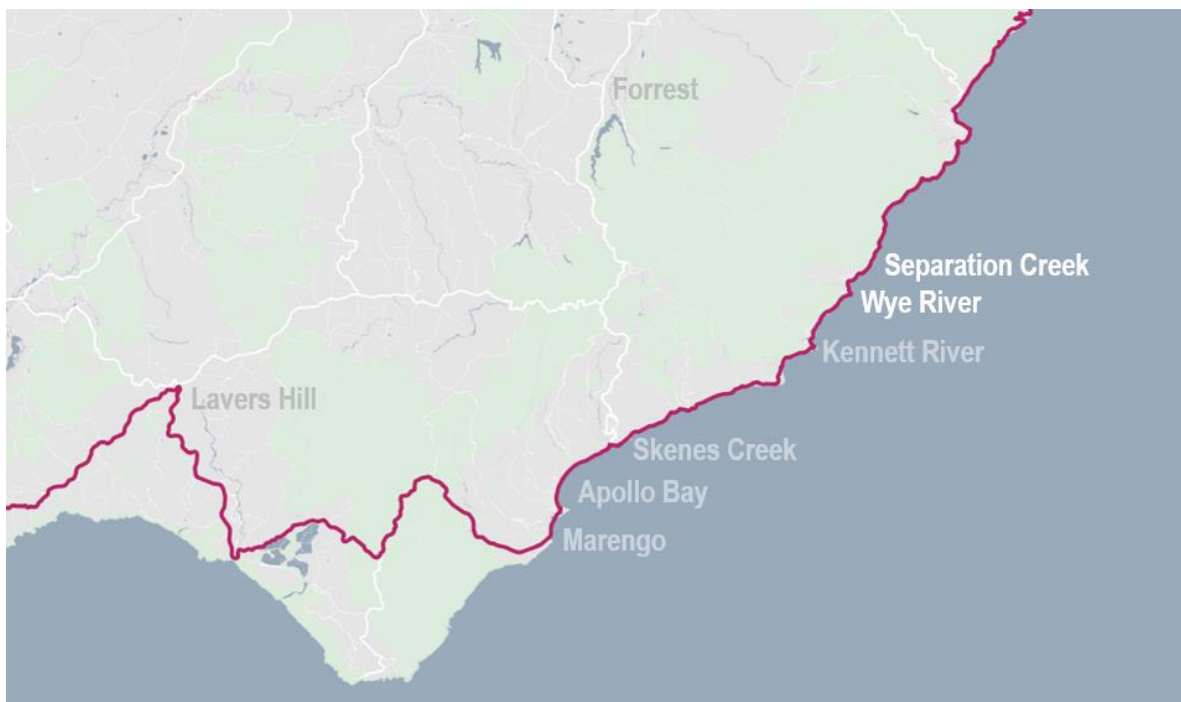 Forrest
Separation Creek
Wye River
Kennett River
Lavers Hill
Skenes Creek
Apollo Bay
Marengo